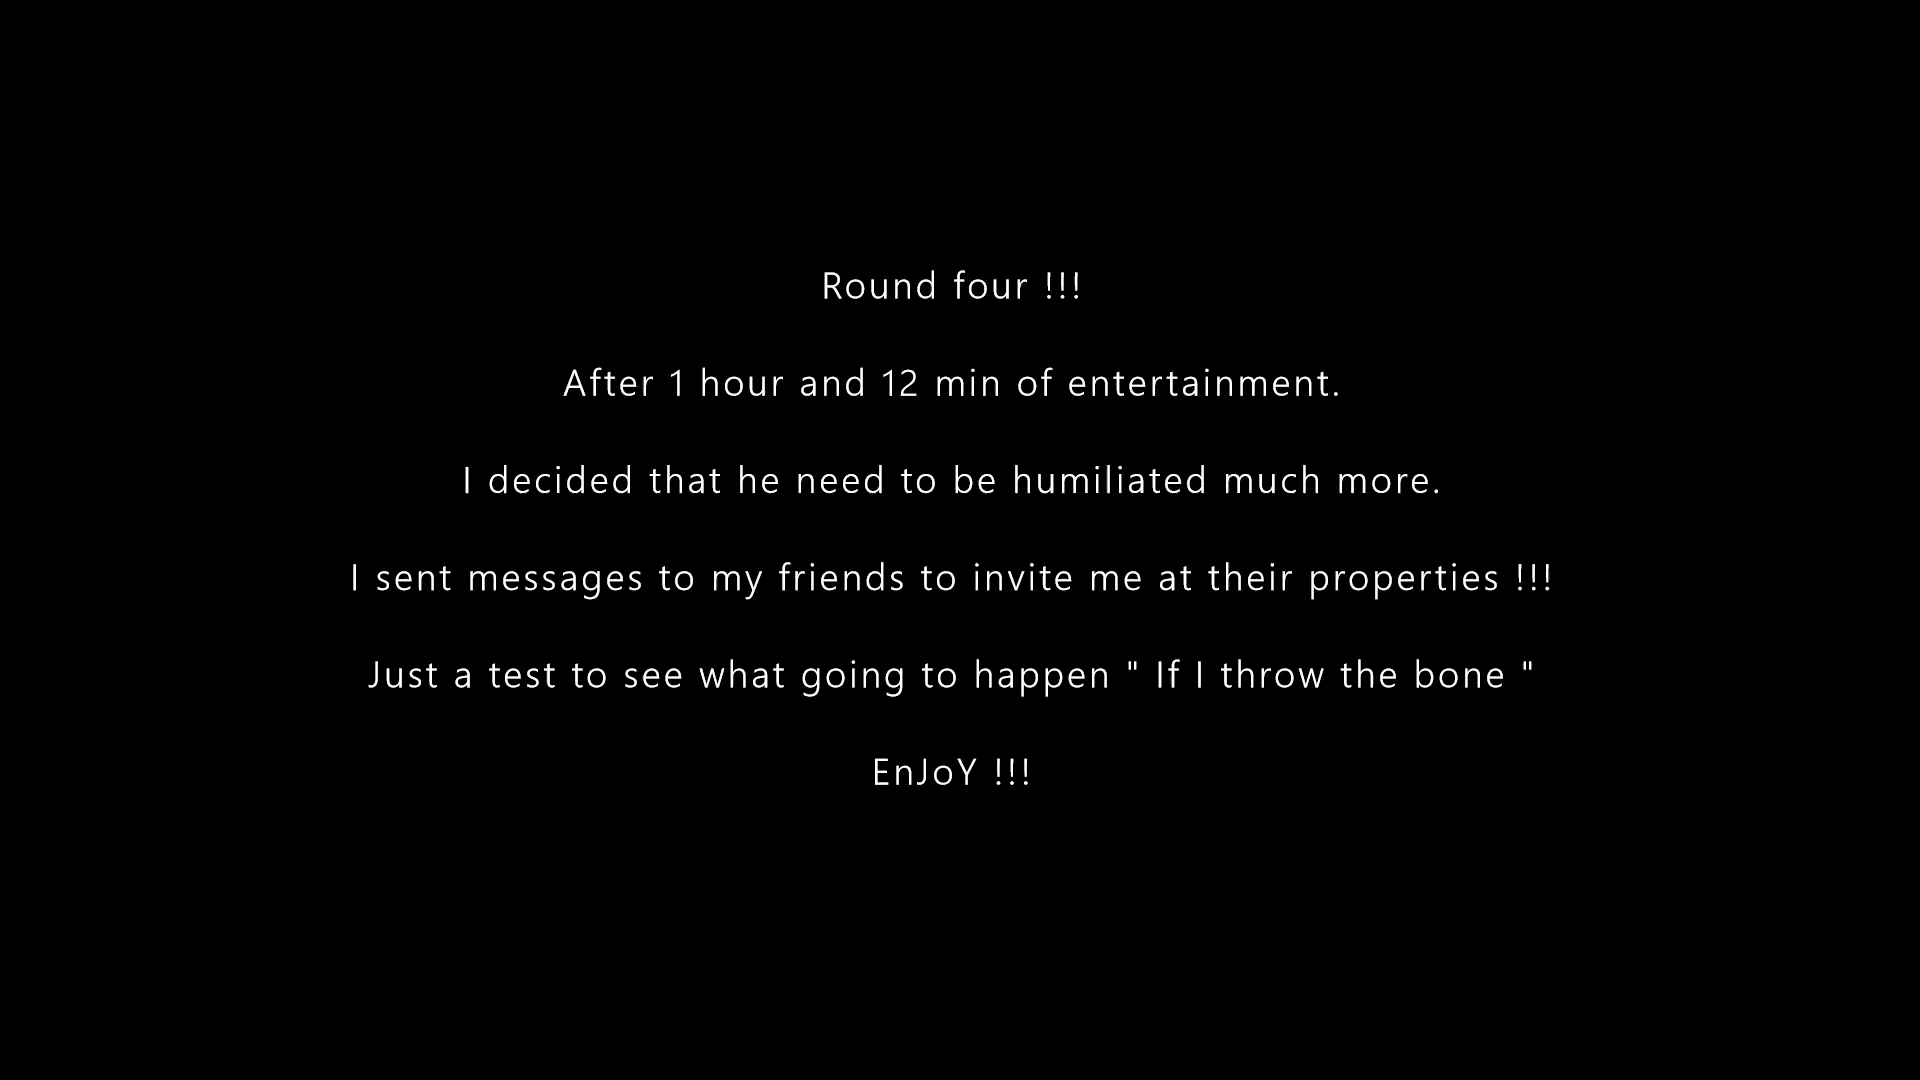 Round four !!!
After 1 hour and 12 min of entertainment.
I decided that he need to be humiliated much more.
I sent messages to my friends to invite me at their properties !!!
Just a test to see what going to happen " If I throw the bone "
EnJoY !!!